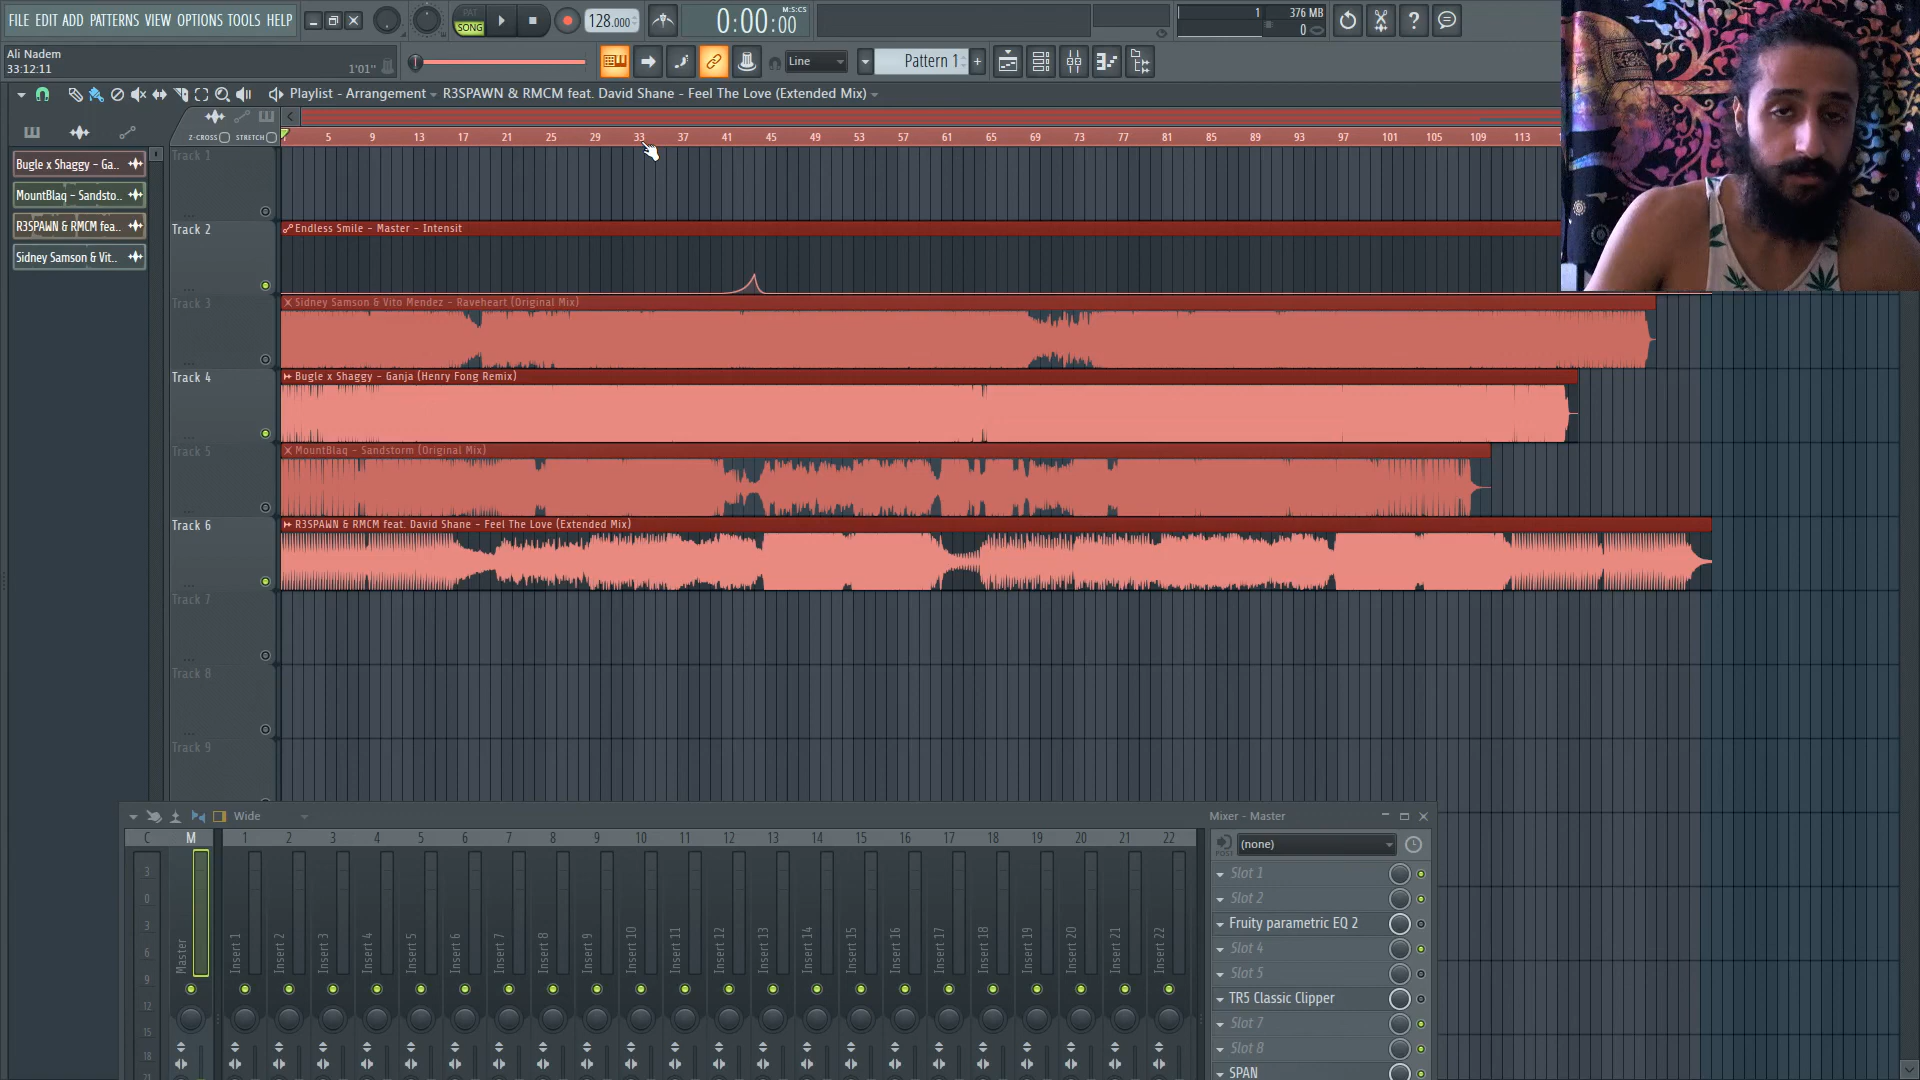 FILE EDIT ADD PATTERNS VIEW OPTIONS TOOLS HELP
PAT
SONG
128.000
0:00:00
M:S:CS
1
376 MB
0
Ali Nadem
33:12:11
1'01"
Line
Pattern 1
Playlist - Arrangement
R3SPAWN & RMCM feat. David Shane - Feel The Love (Extended Mix)
Z-CROSS
STRETCH
5 9 13 17 21 25 29 33 37 41 45 49 53 57 61 65 69 73 77 81 85 89 93 97 101 105 109 113
Bugle x Shaggy - Ga..
MountBlaq - Sandsto..
R3SPAWN & RMCM fea..
Sidney Samson & Vit..
Track 1
Track 2
Endless Smile - Master - Intensit
Track 3
Sidney Samson & Vito Mendez - Raveheart (Original Mix)
Track 4
Bugle x Shaggy - Ganja (Henry Fong Remix)
Track 5
MountBlaq - Sandstorm (Original Mix)
Track 6
R3SPAWN & RMCM feat. David Shane - Feel The Love (Extended Mix)
Track 7
Track 8
Track 9
Wide
Mixer - Master
C M 1 2 3 4 5 6 7 8 9 10 11 12 13 14 15 16 17 18 19 20 21 22
3
0
3
6
9
12
15
18
Master
Insert 1
Insert 2
Insert 3
Insert 4
Insert 5
Insert 6
Insert 7
Insert 8
Insert 9
Insert 10
Insert 11
Insert 12
Insert 13
Insert 14
Insert 15
Insert 16
Insert 17
Insert 18
Insert 19
Insert 20
Insert 21
Insert 22
POST
(none)
Slot 1
Slot 2
Fruity parametric EQ 2
Slot 4
Slot 5
TR5 Classic Clipper
Slot 7
Slot 8
SPAN